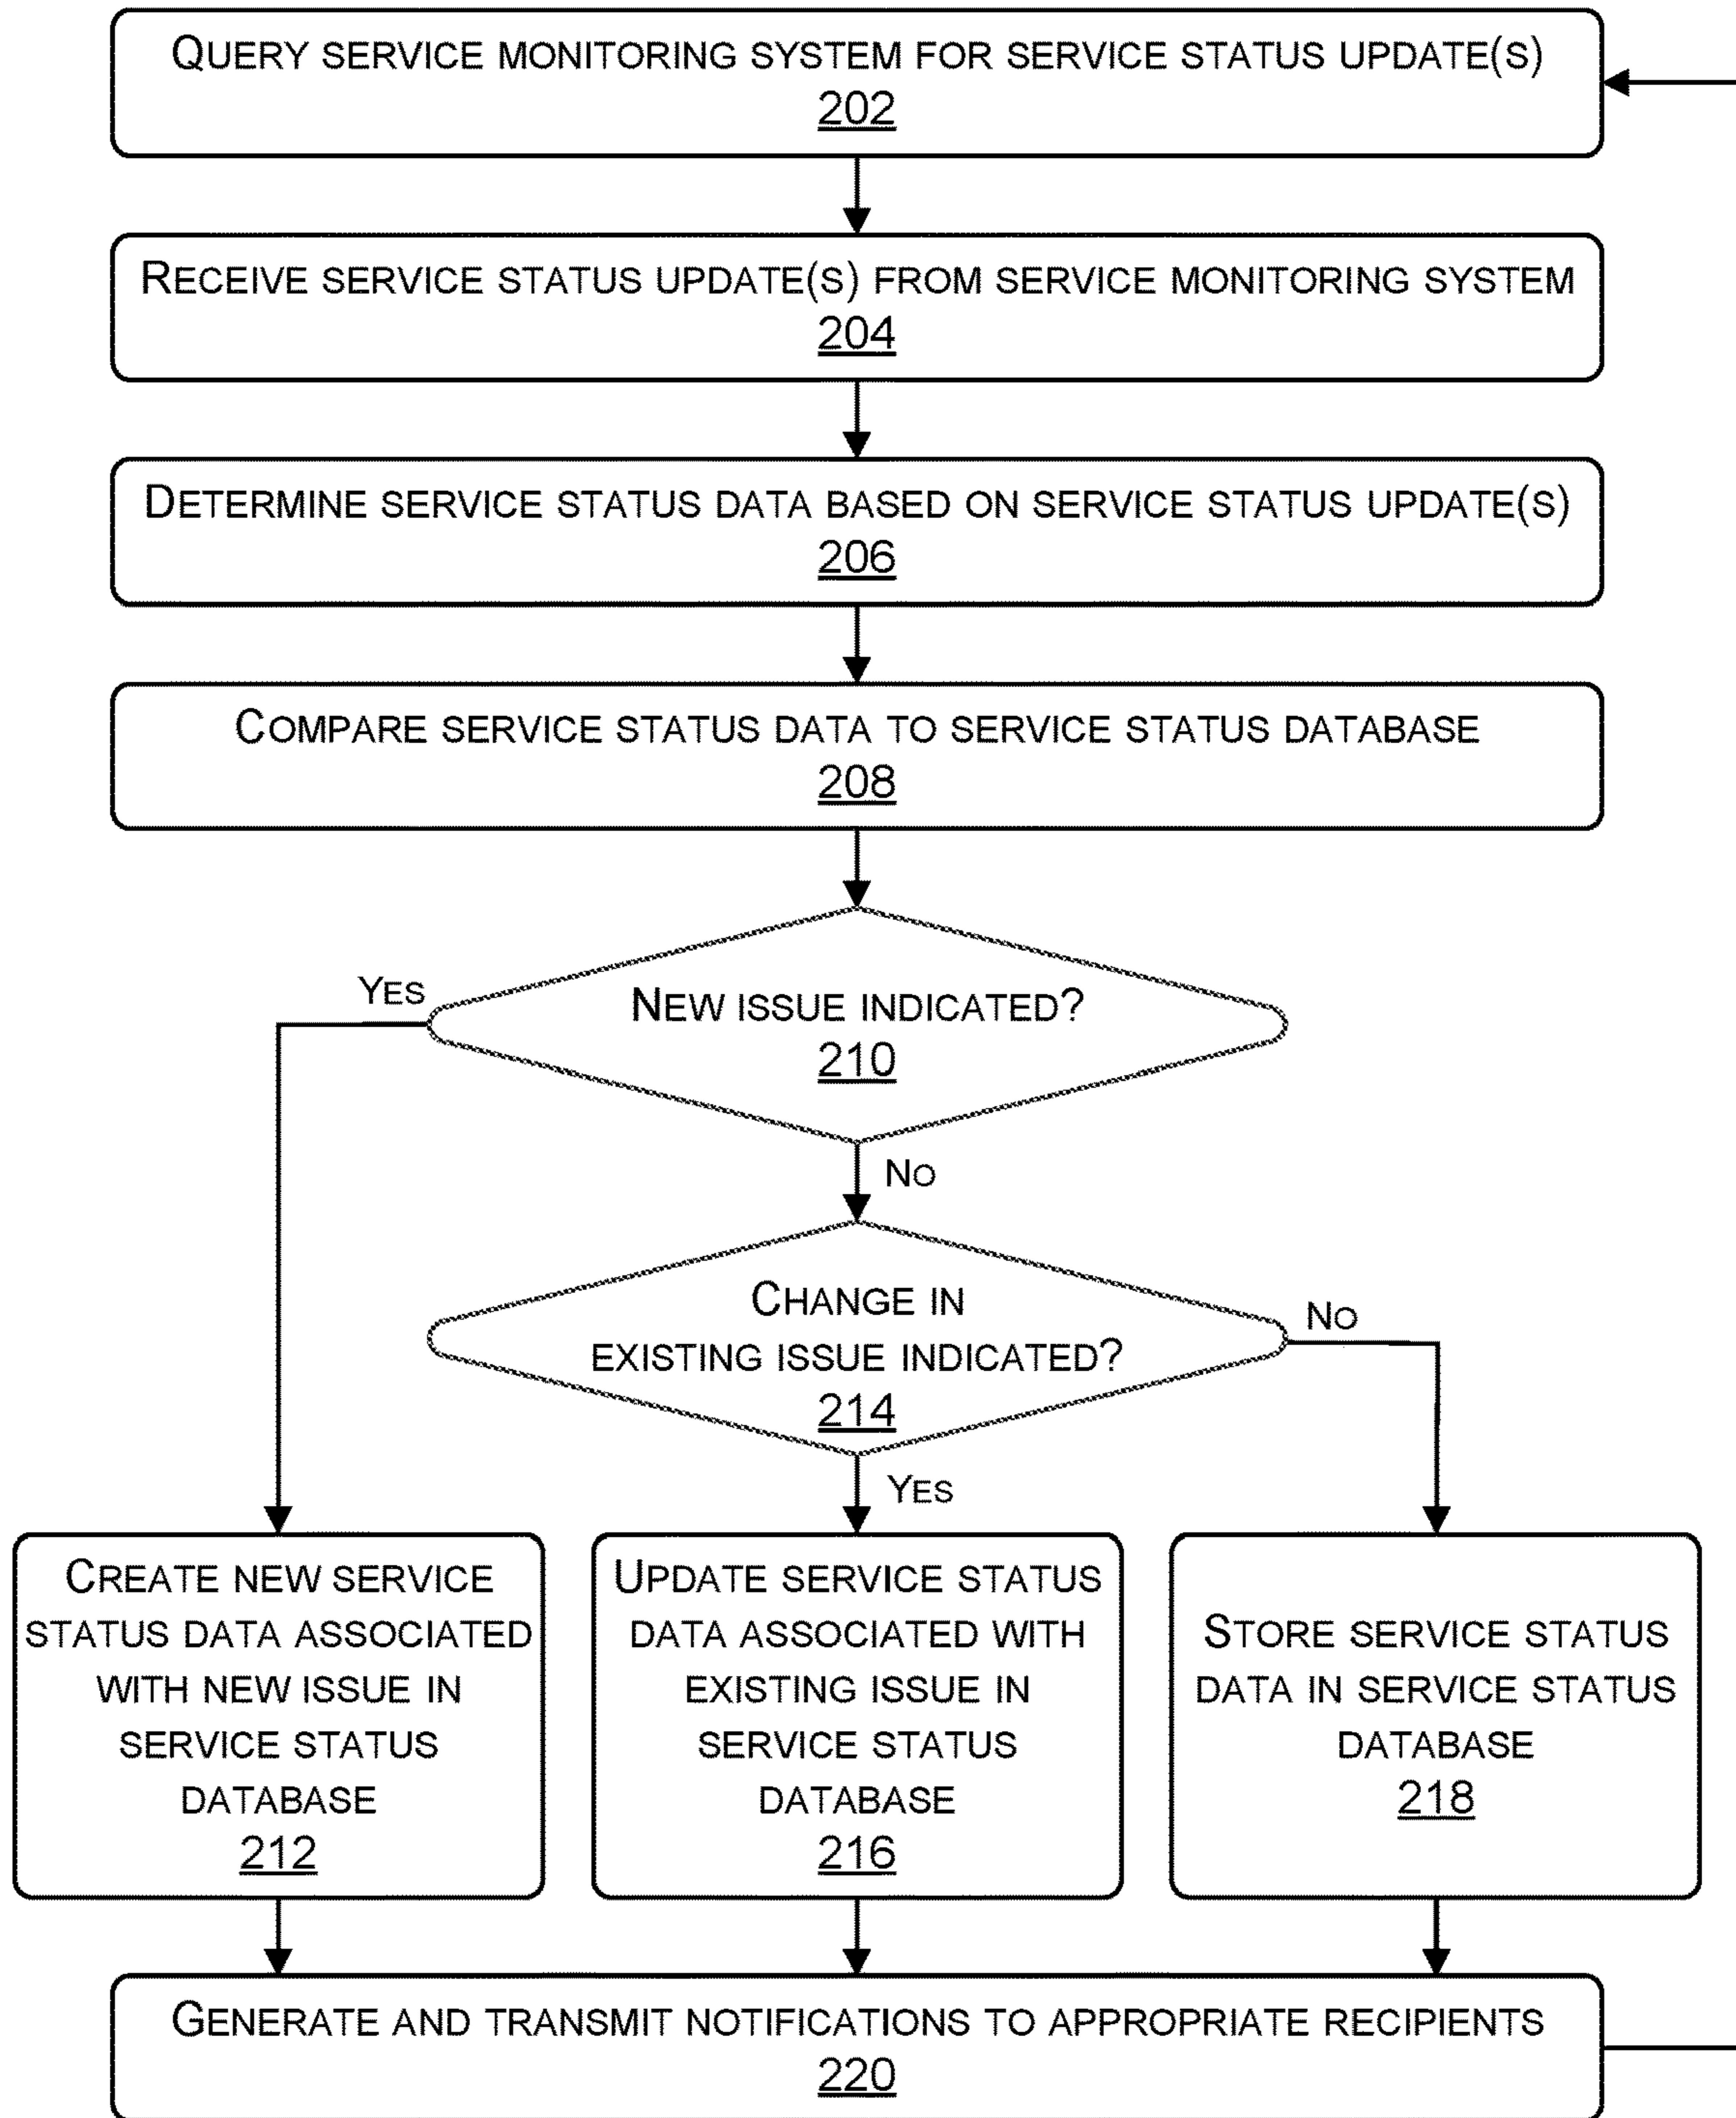 QUERY SERVICE MONITORING SYSTEM FOR SERVICE STATUS UPDATE(S)
202
RECEIVE SERVICE STATUS UPDATE(S) FROM SERVICE MONITORING SYSTEM
204
DETERMINE SERVICE STATUS DATA BASED ON SERVICE STATUS UPDATE(S)
206
COMPARE SERVICE STATUS DATA TO SERVICE STATUS DATABASE
208
YES
NEW ISSUE INDICATED?
210
NO
CHANGE IN
EXISTING ISSUE INDICATED?
214
NO
YES
CREATE NEW SERVICE
STATUS DATA ASSOCIATED
WITH NEW ISSUE IN
SERVICE STATUS
DATABASE
212
UPDATE SERVICE STATUS
DATA ASSOCIATED WITH
EXISTING ISSUE IN
SERVICE STATUS
DATABASE
216
STORE SERVICE STATUS
DATA IN SERVICE STATUS
DATABASE
218
GENERATE AND TRANSMIT NOTIFICATIONS TO APPROPRIATE RECIPIENTS
220